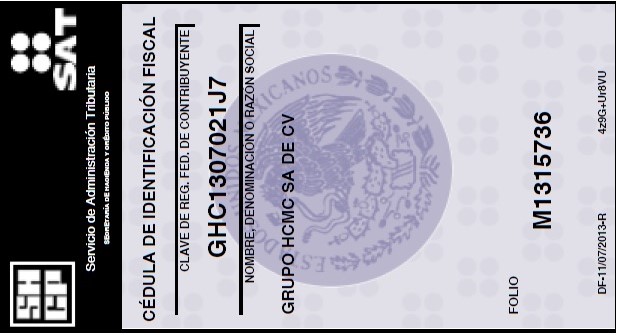 SAT
Servicio de Administración Tributaria
SECRETARÍA DE HACIENDA Y CRÉDITO PÚBLICO
SHCP
CÉDULA DE IDENTIFICACIÓN FISCAL
CLAVE DE REG. FED. DE CONTRIBUYENTE
GHC1307021J7
NOMBRE, DENOMINACIÓN O RAZÓN SOCIAL
GRUPO HCMC SA DE CV
ESTADOS UNIDOS MEXICANOS
FOLIO
M1315736
DF-11/07/2013-R
4z9G+Ur8VU